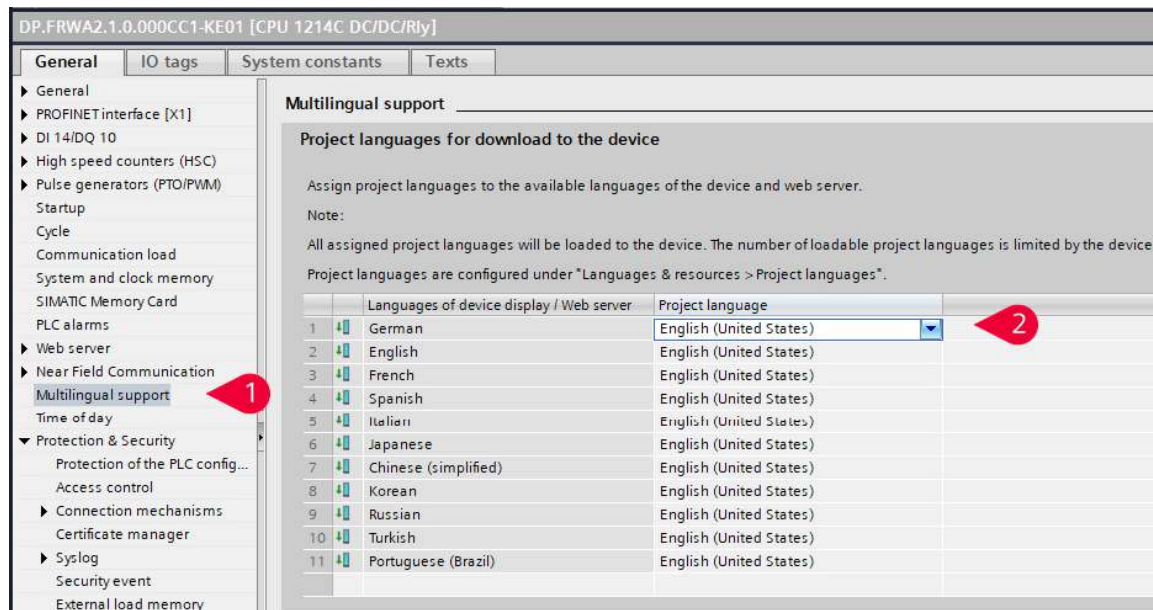 DP.FRWA2.1.0.000CC1-KE01 [CPU 1214C DC/DC/Rly]
General IO tags System constants Texts
General
PROFINET interface [X1]
DI 14/DQ 10
High speed counters (HSC)
Pulse generators (PTO/PWM)
Startup
Cycle
Communication load
System and clock memory
SIMATIC Memory Card
PLC alarms
Web server
Near Field Communication
Multilingual support
1
Time of day
Protection & Security
Protection of the PLC config...
Access control
Connection mechanisms
Certificate manager
Syslog
Security event
External load memory
Multilingual support
Project languages for download to the device
Assign project languages to the available languages of the device and web server.
Note:
All assigned project languages will be loaded to the device. The number of loadable project languages is limited by the device
Project languages are configured under "Languages & resources > Project languages".
Languages of device display / Web server Project language
1 German English (United States)
2
2 English English (United States)
3 French English (United States)
4 Spanish English (United States)
5 Italian English (United States)
6 Japanese English (United States)
7 Chinese (simplified) English (United States)
8 Korean English (United States)
9 Russian English (United States)
10 Turkish English (United States)
11 Portuguese (Brazil) English (United States)